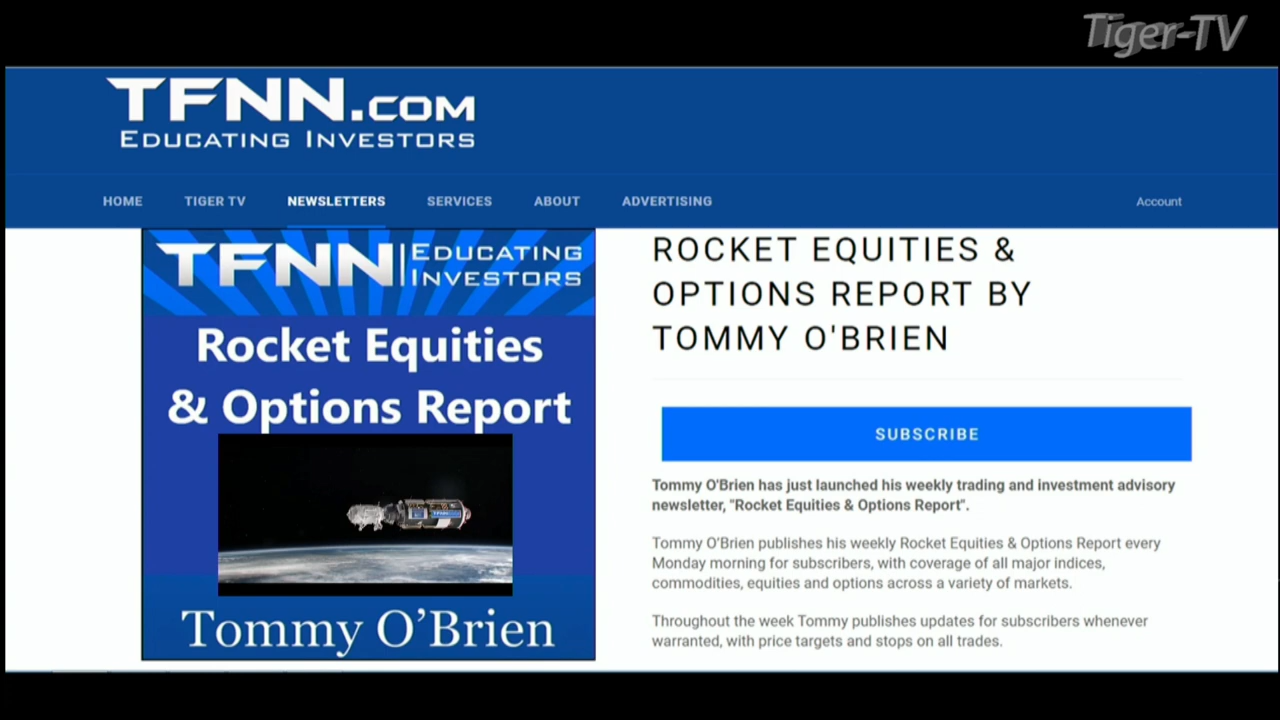 Tiger-TV
TFNN.COM
EDUCATING INVESTORS
HOME TIGER TV NEWSLETTERS SERVICES ABOUT ADVERTISING Account
TFNN EDUCATING
INVESTORS
Rocket Equities
& Options Report
TFNN
Tommy O’Brien
ROCKET EQUITIES &
OPTIONS REPORT BY
TOMMY O'BRIEN
SUBSCRIBE
Tommy O'Brien has just launched his weekly trading and investment advisory
newsletter, "Rocket Equities & Options Report".
Tommy O’Brien publishes his weekly Rocket Equities & Options Report every
Monday morning for subscribers, with coverage of all major indices,
commodities, equities and options across a variety of markets.
Throughout the week Tommy publishes updates for subscribers whenever
warranted, with price targets and stops on all trades.